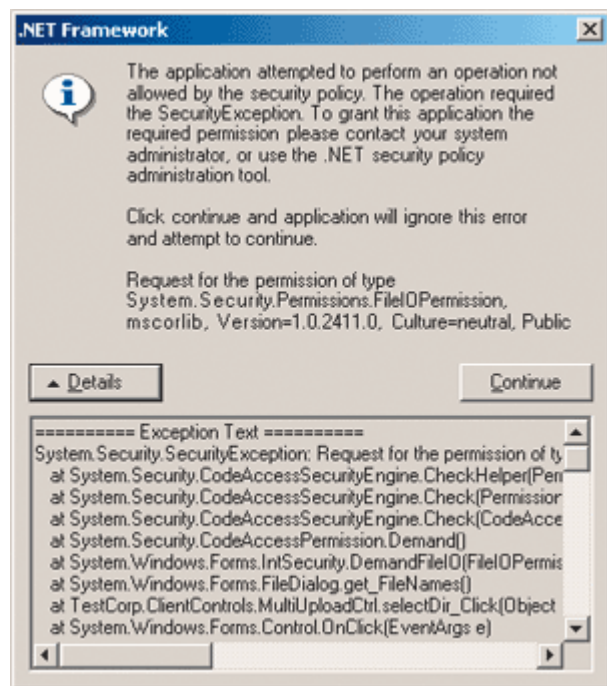 .NET Framework
The application attempted to perform an operation not
allowed by the security policy. The operation required
the SecurityException. To grant this application the
required permission please contact your system
administrator, or use the .NET security policy
administration tool.
Click continue and application will ignore this error
and attempt to continue.
Request for the permission of type
System.Security.Permissions.FileIOPermission,
mscorlib, Version=1.0.2411.0, Culture=neutral, Public
Details
Continue
========== Exception Text ==========
System.Security.SecurityException: Request for the permission of ty
at System.Security.CodeAccessSecurityEngine.CheckHelper(Perr
at System.Security.CodeAccessSecurityEngine.Check(Permission
at System.Security.CodeAccessSecurityEngine.Check(CodeAcce
at System.Security.CodeAccessPermission.Demand()
at System.Windows.Forms.IntSecurity.DemandFileIO(FileIOPermis
at System.Windows.Forms.FileDialog.get_FileNames()
at TestCorp.ClientControls.MultiUploadCtrl.selectDir_Click(Object
at System.Windows.Forms.Control.OnClick(EventArgs e)